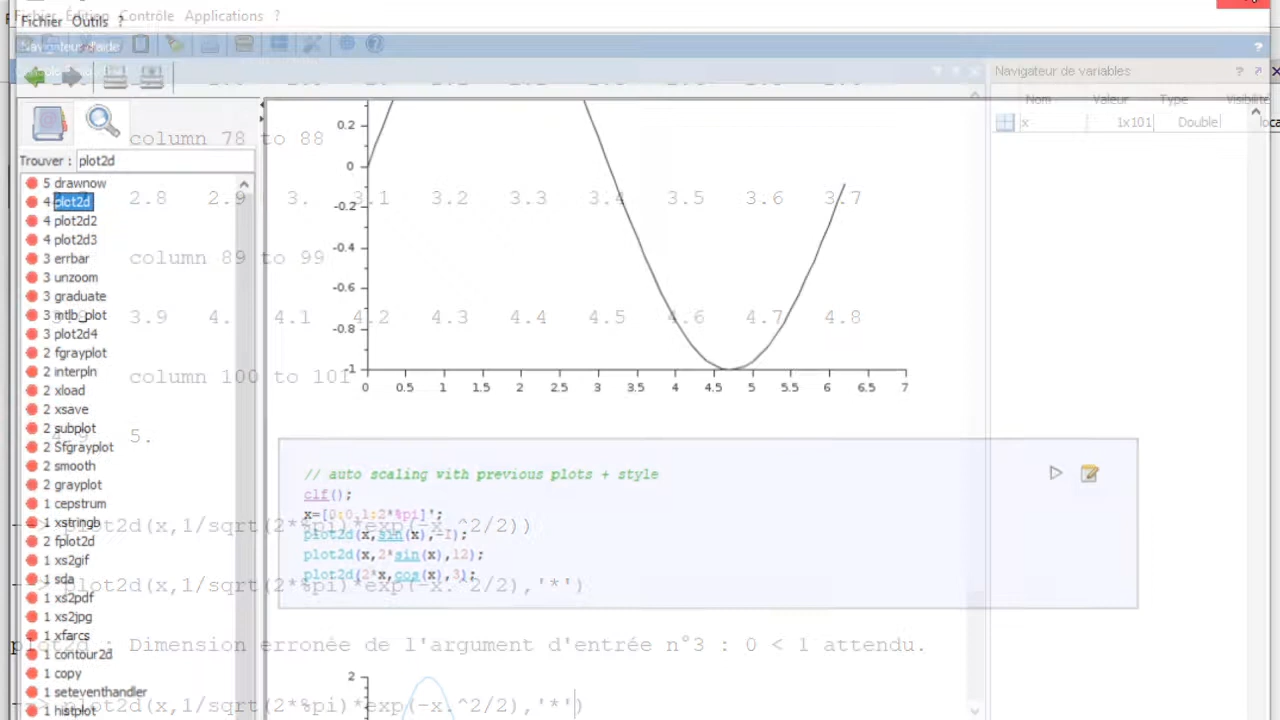 Fichier Édition Contrôle Applications ?
Fichier Outils ?
Navigateur d'aide ?
Navigateur de variables ?
Nom Valeur Type Visibilité
x 1x101 Double loca
column 78 to 88
Trouver : plot2d
5 drawnow
4 plot2d
4 plot2d2
4 plot2d3
3 errbar
3 unzoom
3 graduate
3 mtlb_plot
3 plot2d4
2 fgrayplot
2 interpln
2 xload
2 xsave
2 subplot
2 Sfgrayplot
2 smooth
2 grayplot
1 cepstrum
1 xstringb
2 fplot2d
1 xs2gif
1 sda
1 xs2pdf
1 xs2jpg
1 xfarcs
1 contour2d
1 copy
1 seteventhandler
1 histplot
2.8 2.9 3. 3.1 3.2 3.3 3.4 3.5 3.6 3.7
column 89 to 99
3.9 4. 4.1 4.2 4.3 4.4 4.5 4.6 4.7 4.8
column 100 to 101
4.9 5.
0.2
0
-0.2
-0.4
-0.6
-0.8
-1
0 0.5 1 1.5 2 2.5 3 3.5 4 4.5 5 5.5 6 6.5 7
// auto scaling with previous plots + style
clf();
x=[0:0.1:2*%pi]';
plot2d(x,sin(x),-1);
plot2d(x,2*sin(x),12);
plot2d(2*x,cos(x),3);
--> plot2d(x,1/sqrt(2*%pi)*exp(-x.^2/2))
--> plot2d(x,1/sqrt(2*%pi)*exp(-x.^2/2),'*')
plot2d : Dimension erronée de l'argument d'entrée n°3 : 0 < 1 attendu.
2
--> plot2d(x,1/sqrt(2*%pi)*exp(-x.^2/2),'*')